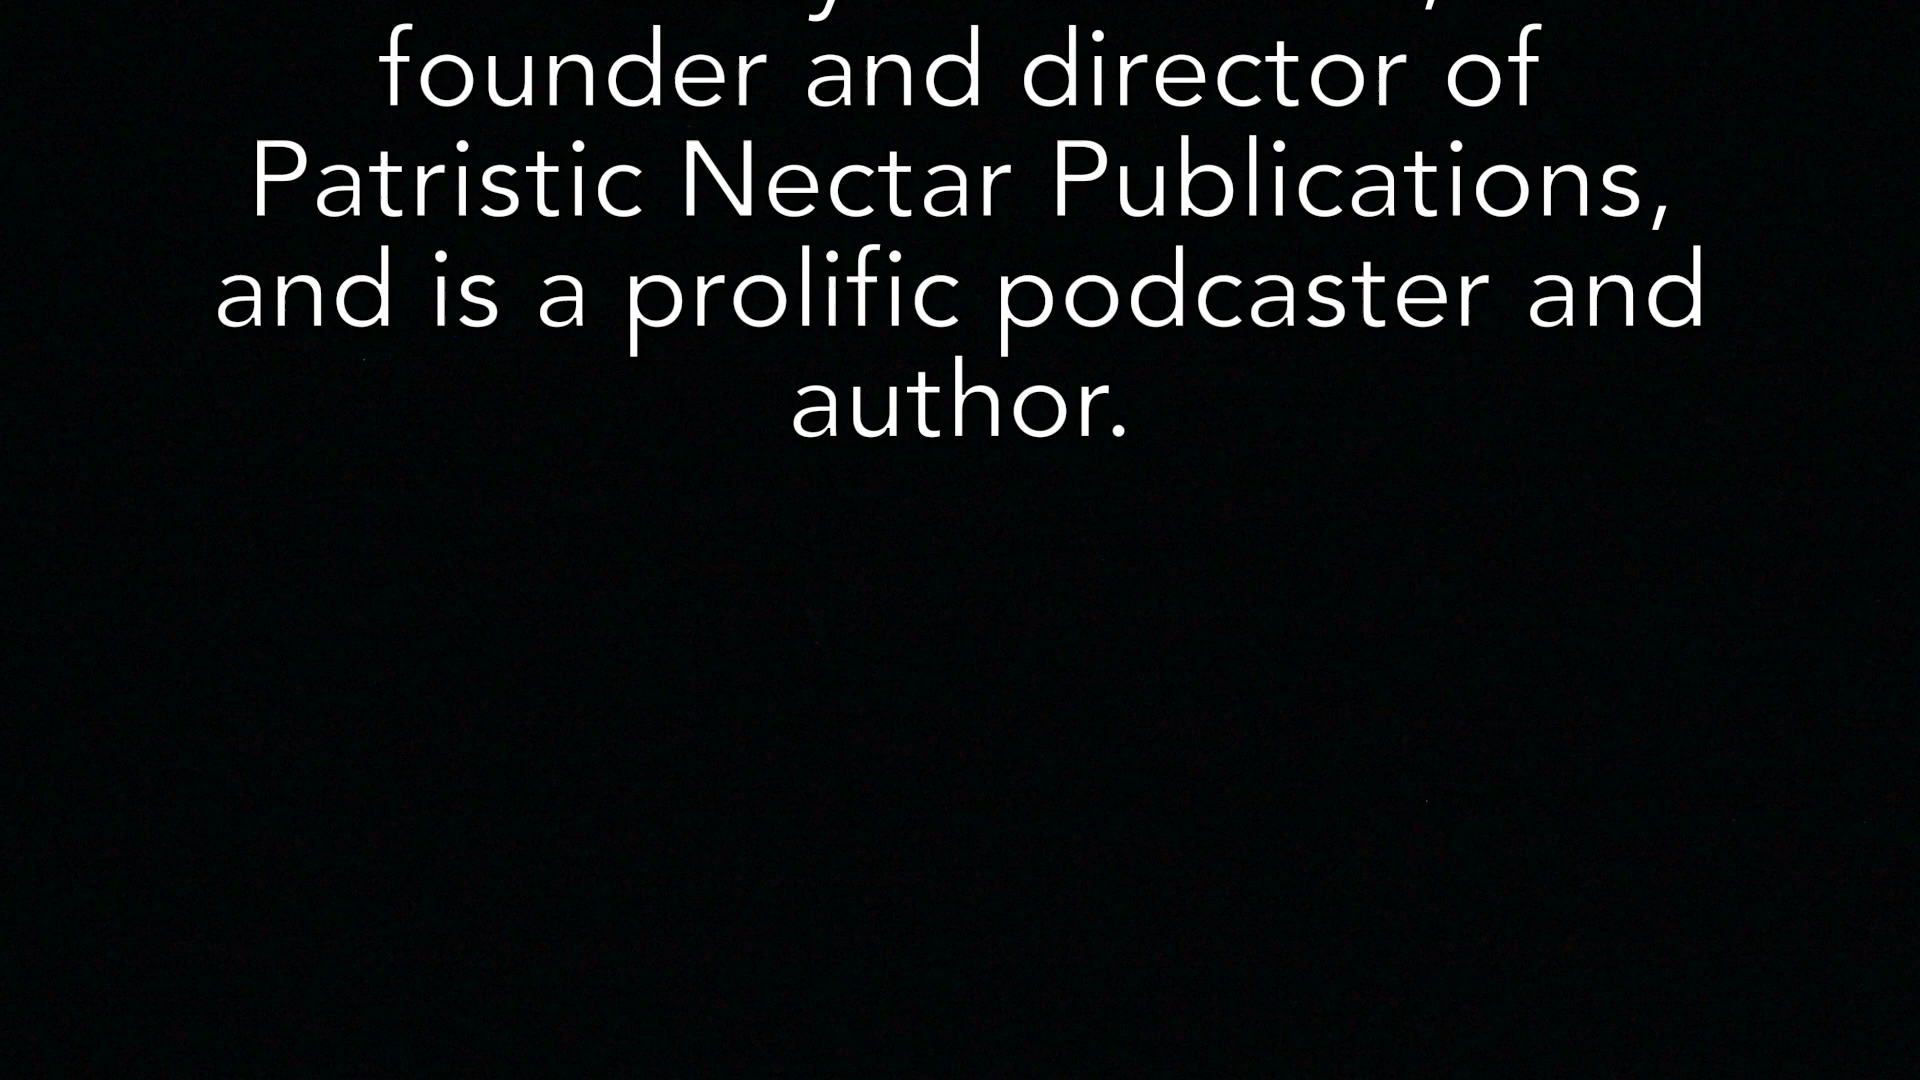 founder and director of
Patristic Nectar Publications,
and is a prolific podcaster and
author.